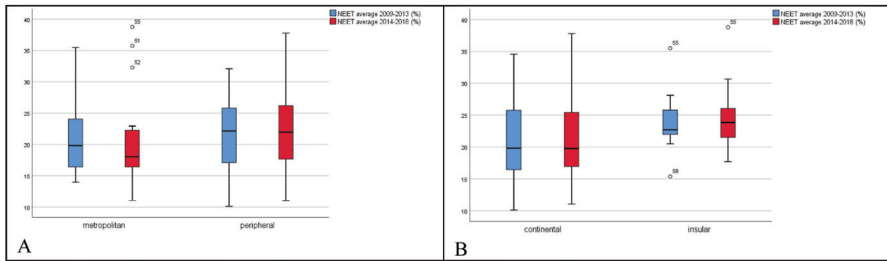 NEET average 2009-2013 (%)
NEET average 2014-2018 (%)
40
35
30
25
20
15
10
55
51
52
metropolitan
peripheral
A
NEET average 2009-2013 (%)
NEET average 2014-2018 (%)
40
35
30
25
20
15
10
55
58
55
continental
insular
B